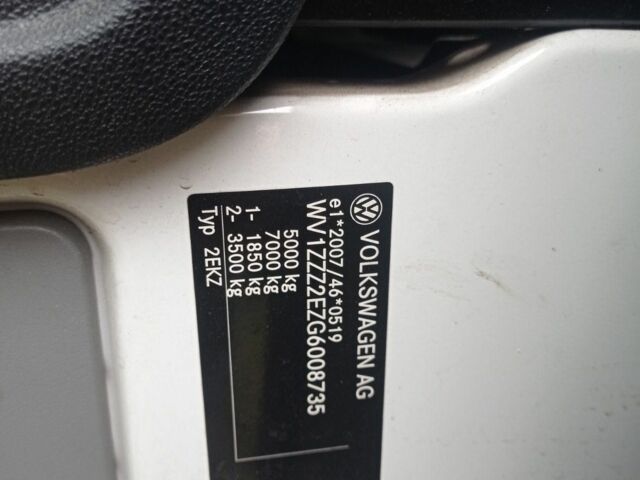 VOLKSWAGEN AG
e1*2007/46*0519
WV1ZZZ2EZG6008735
5000 kg
7000 kg
1- 1850 kg
2- 3500 kg
Typ 2EKZ